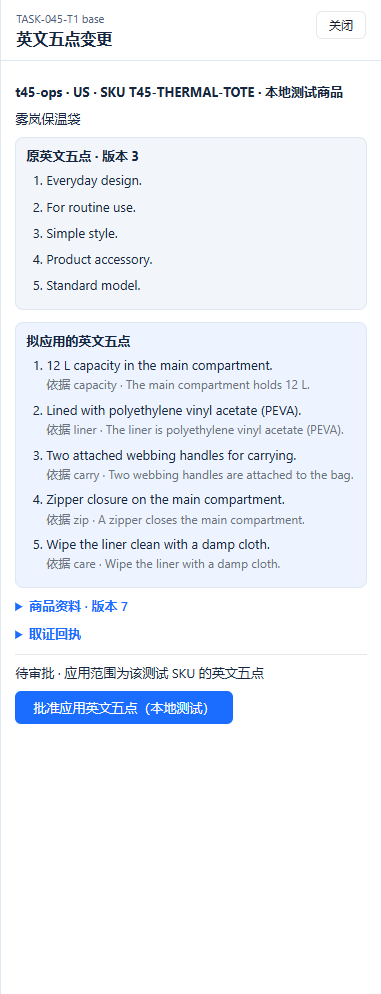 TASK-045-T1 base
英文五点变更
关闭
t45-ops · US · SKU T45-THERMAL-TOTE · 本地测试商品
雾岚保温袋
原英文五点 · 版本 3
1. Everyday design.
2. For routine use.
3. Simple style.
4. Product accessory.
5. Standard model.
拟应用的英文五点
1. 12 L capacity in the main compartment.
依据 capacity · The main compartment holds 12 L.
2. Lined with polyethylene vinyl acetate (PEVA).
依据 liner · The liner is polyethylene vinyl acetate (PEVA).
3. Two attached webbing handles for carrying.
依据 carry · Two webbing handles are attached to the bag.
4. Zipper closure on the main compartment.
依据 zip · A zipper closes the main compartment.
5. Wipe the liner clean with a damp cloth.
依据 care · Wipe the liner with a damp cloth.
▶ 商品资料 · 版本 7
▶ 取证回执
待审批 · 应用范围为该测试 SKU 的英文五点
批准应用英文五点（本地测试）